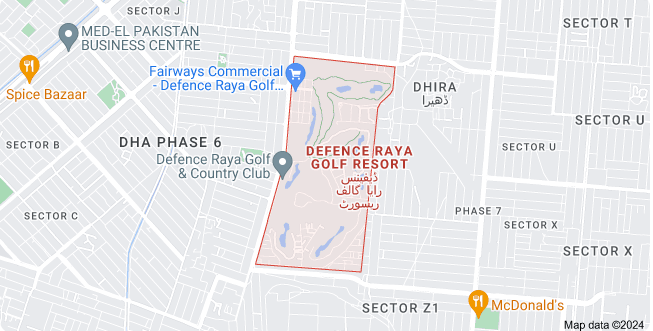 SECTOR J
SECTOR T
MED-EL PAKISTAN
BUSINESS CENTRE
Spice Bazaar
Fairways Commercial
- Defence Raya Golf...
DHIRA
ڈھیرا
SECTOR U
SECTOR U
SECTOR B
DHA PHASE 6
DEFENCE RAYA
GOLF RESORT
ڈیفینس
رایا گالف
ریسورٹ
Defence Raya Golf
& Country Club
SECTOR C
PHASE 7
SECTOR X
SECTOR X
SECTOR Z1
McDonald's
Map data ©2024